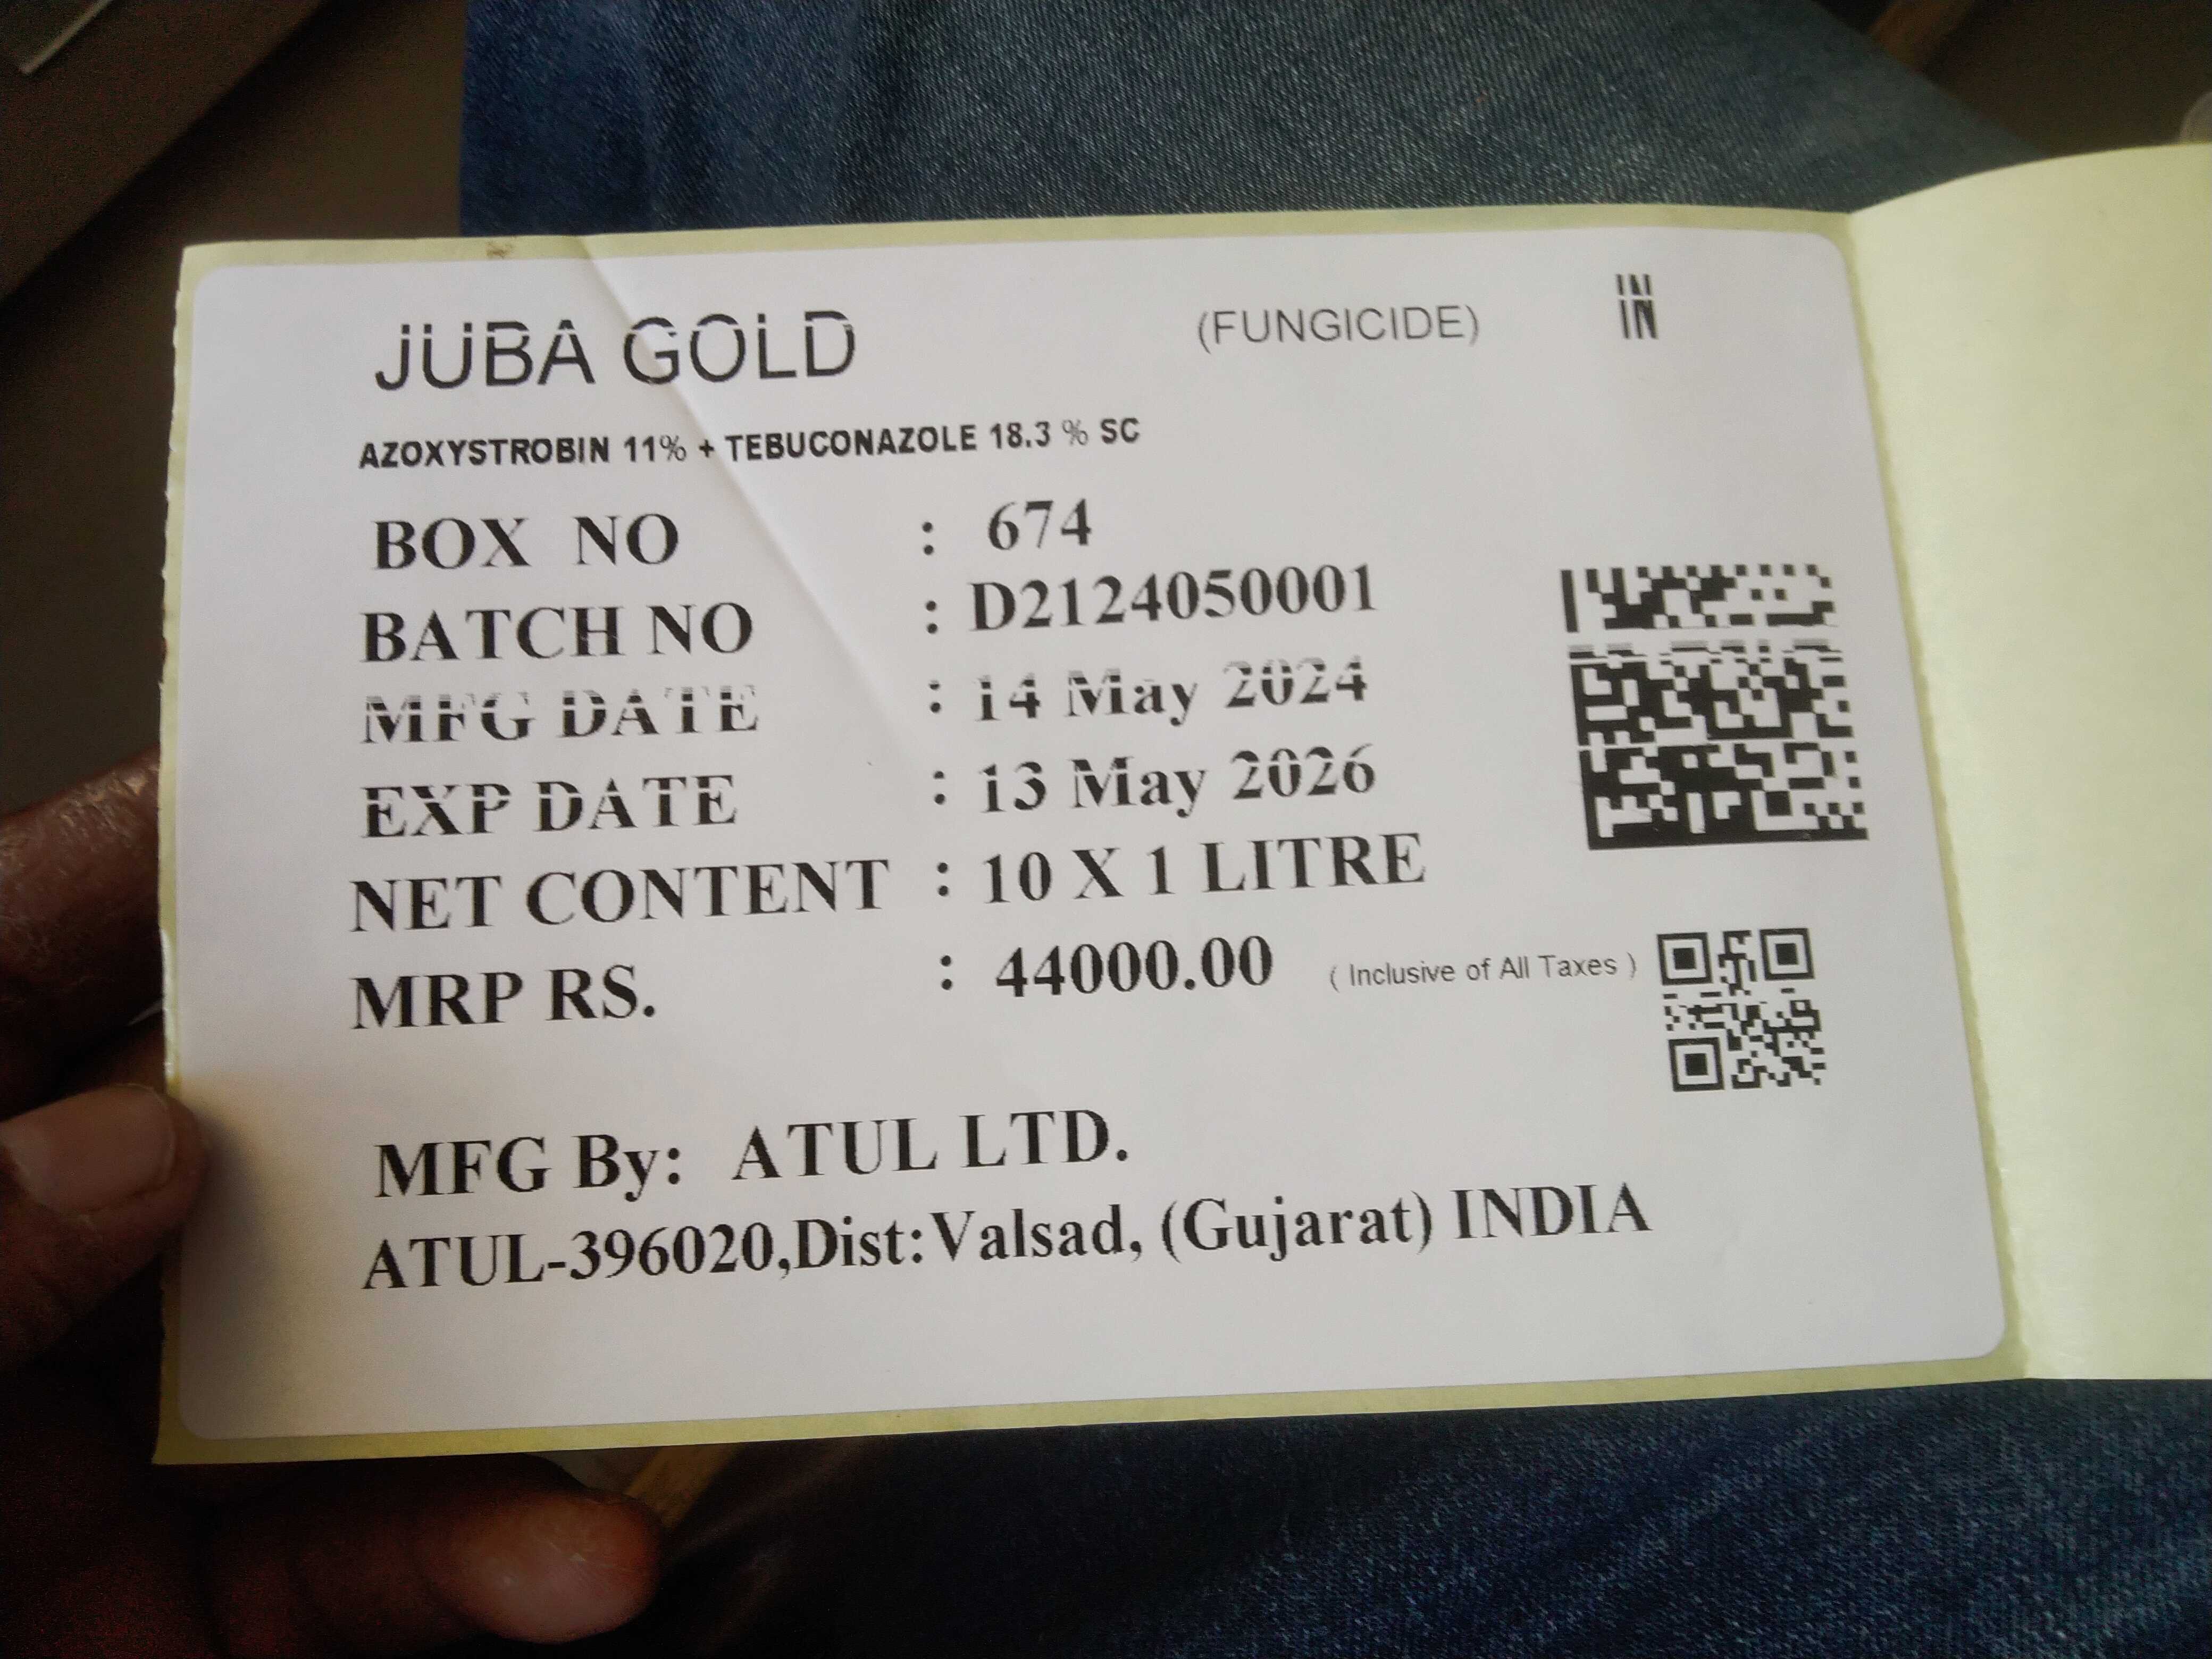 JUBA GOLD (FUNGICIDE) IN
AZOXYSTROBIN 11% + TEBUCONAZOLE 18.3 % SC
BOX NO : 674
BATCH NO : D2124050001
MFG DATE : 14 May 2024
EXP DATE : 13 May 2026
NET CONTENT : 10 X 1 LITRE
MRP RS. : 44000.00 ( Inclusive of All Taxes )
MFG By: ATUL LTD.
ATUL-396020,Dist:Valsad, (Gujarat) INDIA